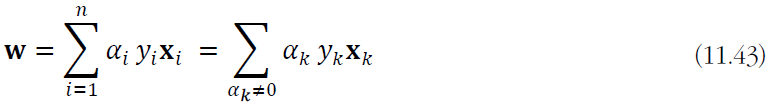 𝐰 = ∑_{i=1}^{n} α_i y_i 𝐱_i = ∑_{α_k≠0} α_k y_k 𝐱_k (11.43)